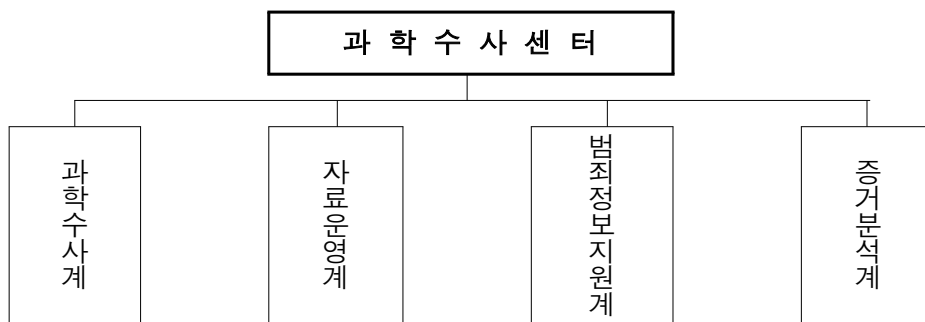 과 학 수 사 센 터
과학수사계
자료운영계
범죄정보지원계
증거분석계